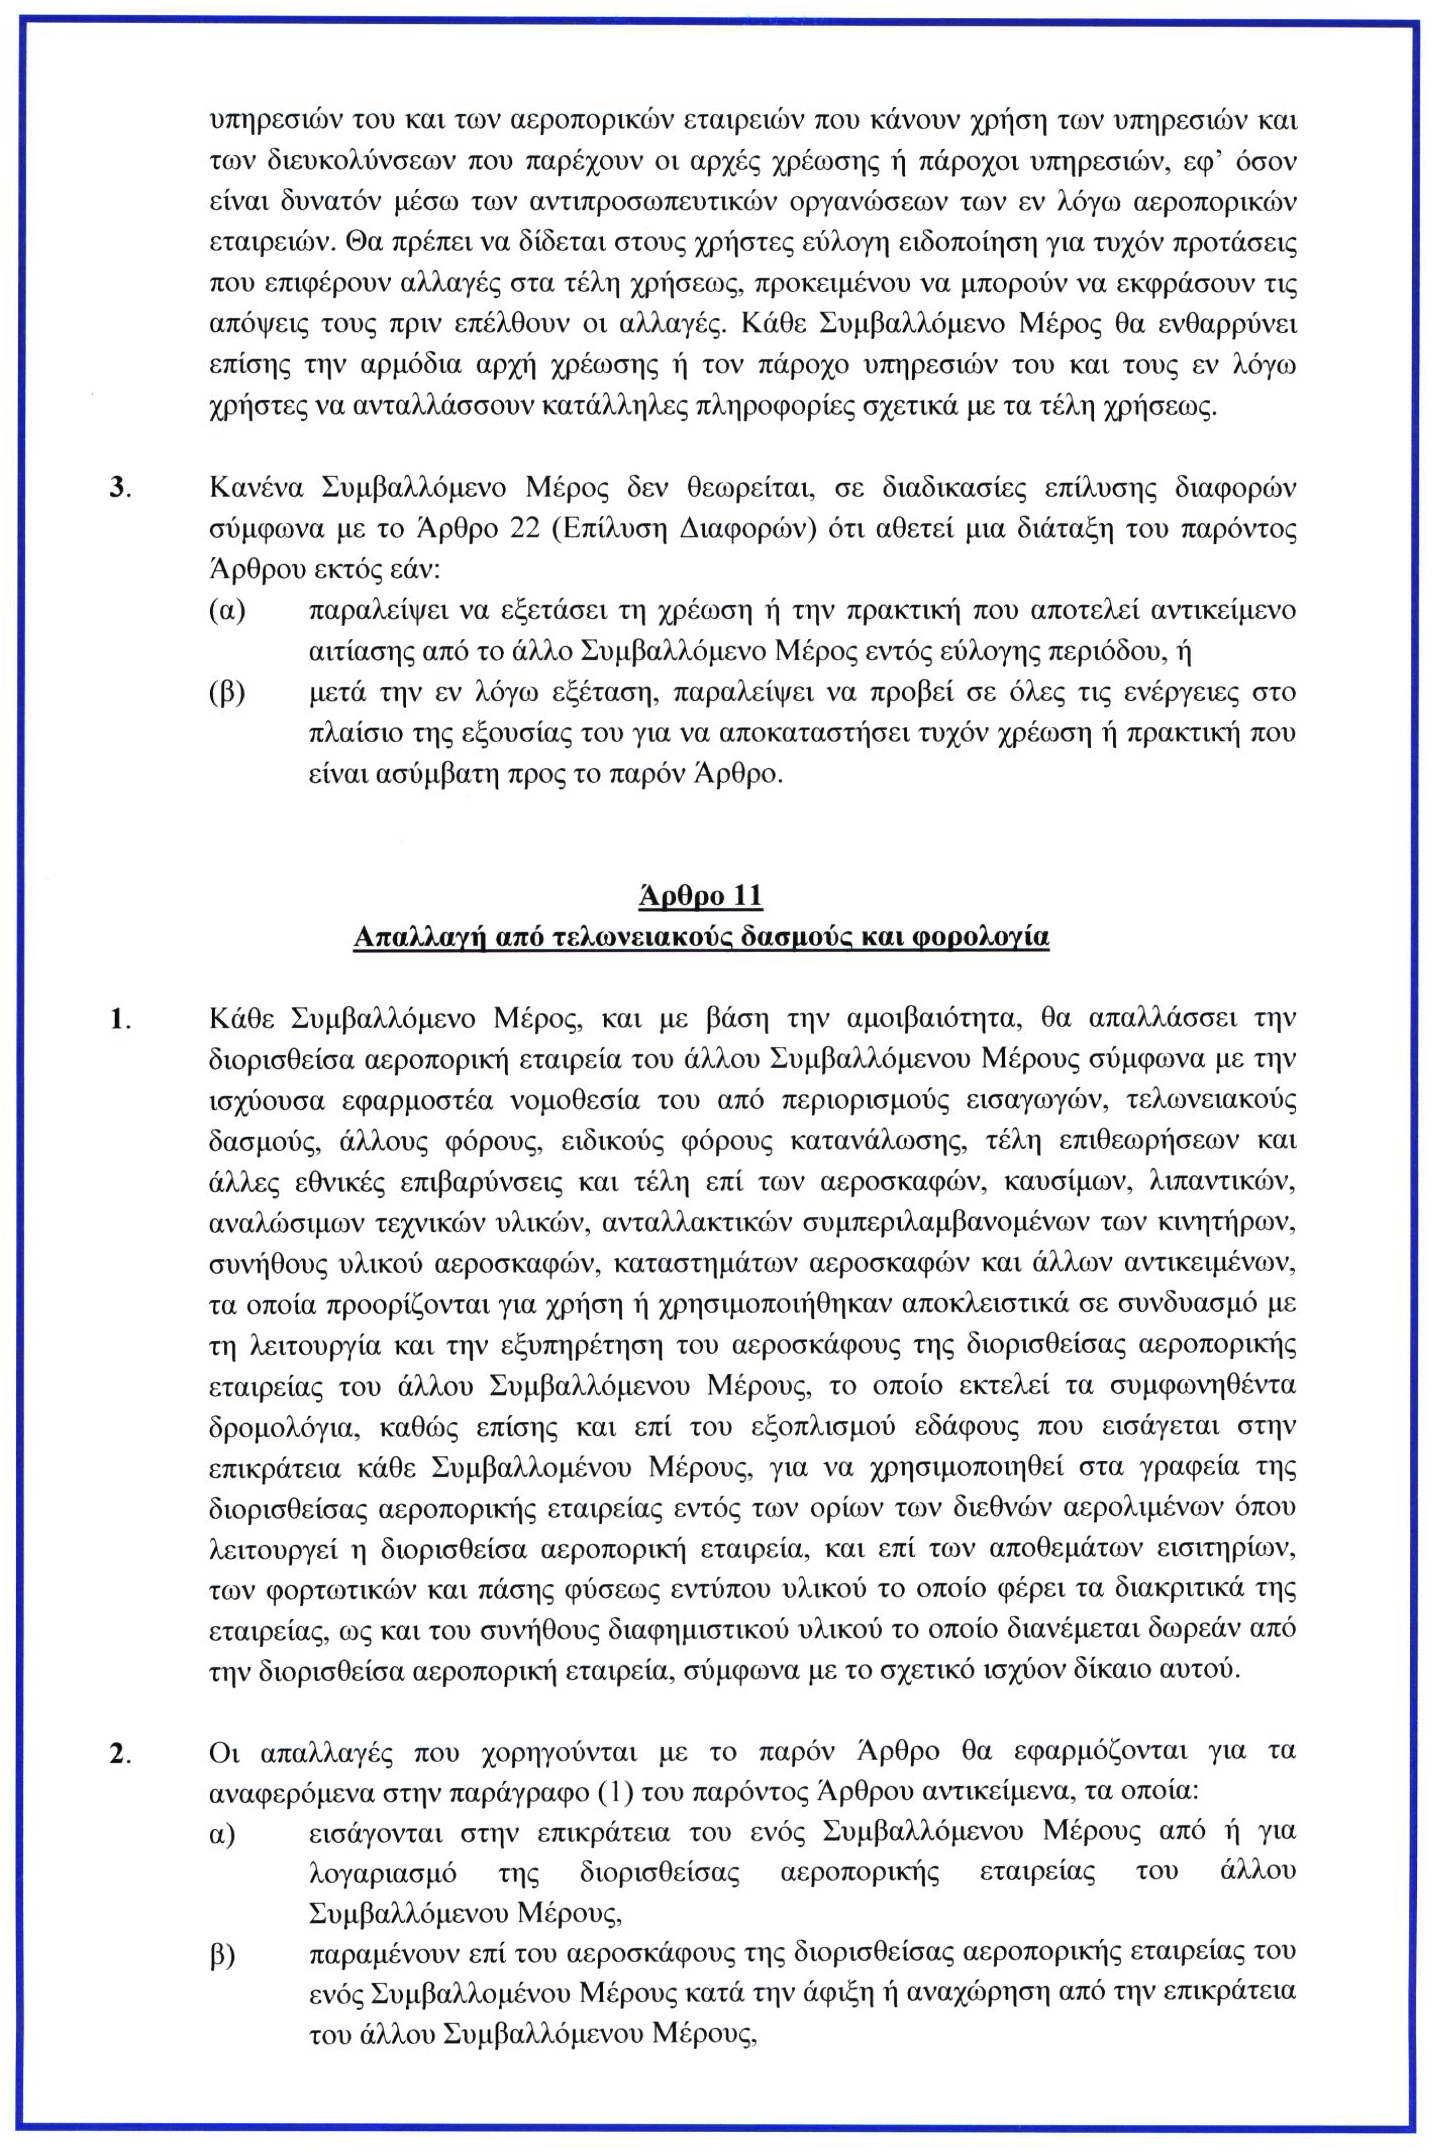 υπηρεσιών του και των αεροπορικών εταιρειών που κάνουν χρήση των υπηρεσιών και
των διευκολύνσεων που παρέχουν οι αρχές χρέωσης ή πάροχοι υπηρεσιών, εφ’ όσον
είναι δυνατόν μέσω των αντιπροσωπευτικών οργανώσεων των εν λόγω αεροπορικών
εταιρειών. Θα πρέπει να δίδεται στους χρήστες εύλογη ειδοποίηση για τυχόν προτάσεις
που επιφέρουν αλλαγές στα τέλη χρήσεως, προκειμένου να μπορούν να εκφράσουν τις
απόψεις τους πριν επέλθουν οι αλλαγές. Κάθε Συμβαλλόμενο Μέρος θα ενθαρρύνει
επίσης την αρμόδια αρχή χρέωσης ή τον πάροχο υπηρεσιών του και τους εν λόγω
χρήστες να ανταλλάσσουν κατάλληλες πληροφορίες σχετικά με τα τέλη χρήσεως.
3. Κανένα Συμβαλλόμενο Μέρος δεν θεωρείται, σε διαδικασίες επίλυσης διαφορών
σύμφωνα με το Άρθρο 22 (Επίλυση Διαφορών) ότι αθετεί μια διάταξη του παρόντος
Άρθρου εκτός εάν:
(α) παραλείψει να εξετάσει τη χρέωση ή την πρακτική που αποτελεί αντικείμενο
αιτίασης από το άλλο Συμβαλλόμενο Μέρος εντός εύλογης περιόδου, ή
(β) μετά την εν λόγω εξέταση, παραλείψει να προβεί σε όλες τις ενέργειες στο
πλαίσιο της εξουσίας του για να αποκαταστήσει τυχόν χρέωση ή πρακτική που
είναι ασύμβατη προς το παρόν Άρθρο.
Άρθρο 11
Απαλλαγή από τελωνειακούς δασμούς και φορολογία
1. Κάθε Συμβαλλόμενο Μέρος, και με βάση την αμοιβαιότητα, θα απαλλάσσει την
διορισθείσα αεροπορική εταιρεία του άλλου Συμβαλλόμενου Μέρους σύμφωνα με την
ισχύουσα εφαρμοστέα νομοθεσία του από περιορισμούς εισαγωγών, τελωνειακούς
δασμούς, άλλους φόρους, ειδικούς φόρους κατανάλωσης, τέλη επιθεωρήσεων και
άλλες εθνικές επιβαρύνσεις και τέλη επί των αεροσκαφών, καυσίμων, λιπαντικών,
αναλώσιμων τεχνικών υλικών, ανταλλακτικών συμπεριλαμβανομένων των κινητήρων,
συνήθους υλικού αεροσκαφών, καταστημάτων αεροσκαφών και άλλων αντικειμένων,
τα οποία προορίζονται για χρήση ή χρησιμοποιήθηκαν αποκλειστικά σε συνδυασμό με
τη λειτουργία και την εξυπηρέτηση του αεροσκάφους της διορισθείσας αεροπορικής
εταιρείας του άλλου Συμβαλλόμενου Μέρους, το οποίο εκτελεί τα συμφωνηθέντα
δρομολόγια, καθώς επίσης και επί του εξοπλισμού εδάφους που εισάγεται στην
επικράτεια κάθε Συμβαλλομένου Μέρους, για να χρησιμοποιηθεί στα γραφεία της
διορισθείσας αεροπορικής εταιρείας εντός των ορίων των διεθνών αερολιμένων όπου
λειτουργεί η διορισθείσα αεροπορική εταιρεία, και επί των αποθεμάτων εισιτηρίων,
των φορτωτικών και πάσης φύσεως εντύπου υλικού το οποίο φέρει τα διακριτικά της
εταιρείας, ως και του συνήθους διαφημιστικού υλικού το οποίο διανέμεται δωρεάν από
την διορισθείσα αεροπορική εταιρεία, σύμφωνα με το σχετικό ισχύον δίκαιο αυτού.
2. Οι απαλλαγές που χορηγούνται με το παρόν Άρθρο θα εφαρμόζονται για τα
αναφερόμενα στην παράγραφο (1) του παρόντος Άρθρου αντικείμενα, τα οποία:
α) εισάγονται στην επικράτεια του ενός Συμβαλλόμενου Μέρους από ή για
λογαριασμό της διορισθείσας αεροπορικής εταιρείας του άλλου
Συμβαλλόμενου Μέρους,
β) παραμένουν επί του αεροσκάφους της διορισθείσας αεροπορικής εταιρείας του
ενός Συμβαλλομένου Μέρους κατά την άφιξη ή αναχώρηση από την επικράτεια
του άλλου Συμβαλλόμενου Μέρους,